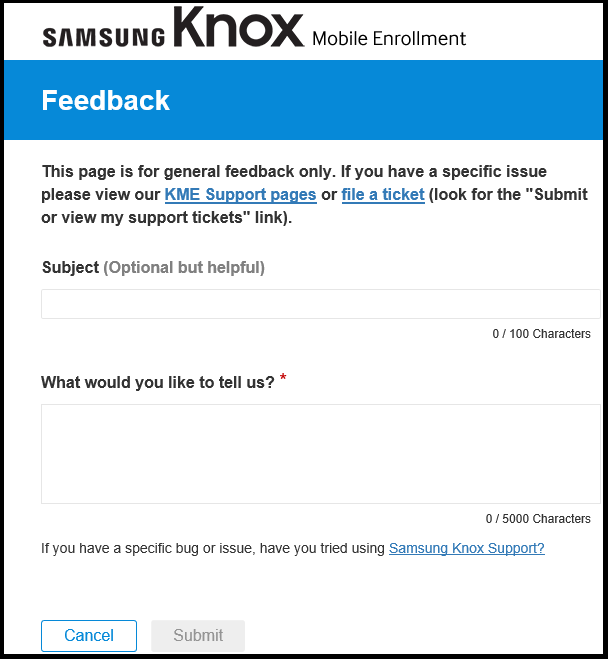 SAMSUNG Knox Mobile Enrollment
Feedback
This page is for general feedback only. If you have a specific issue
please view our KME Support pages or file a ticket (look for the "Submit
or view my support tickets" link).
Subject (Optional but helpful)
0 / 100 Characters
What would you like to tell us? *
0 / 5000 Characters
If you have a specific bug or issue, have you tried using Samsung Knox Support?
Cancel Submit